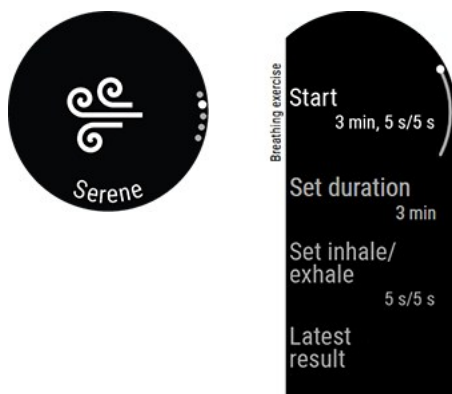 Serene
Breathing exercise
Start
3 min, 5 s/5 s
Set duration
3 min
Set inhale/
exhale
5 s/5 s
Latest
result